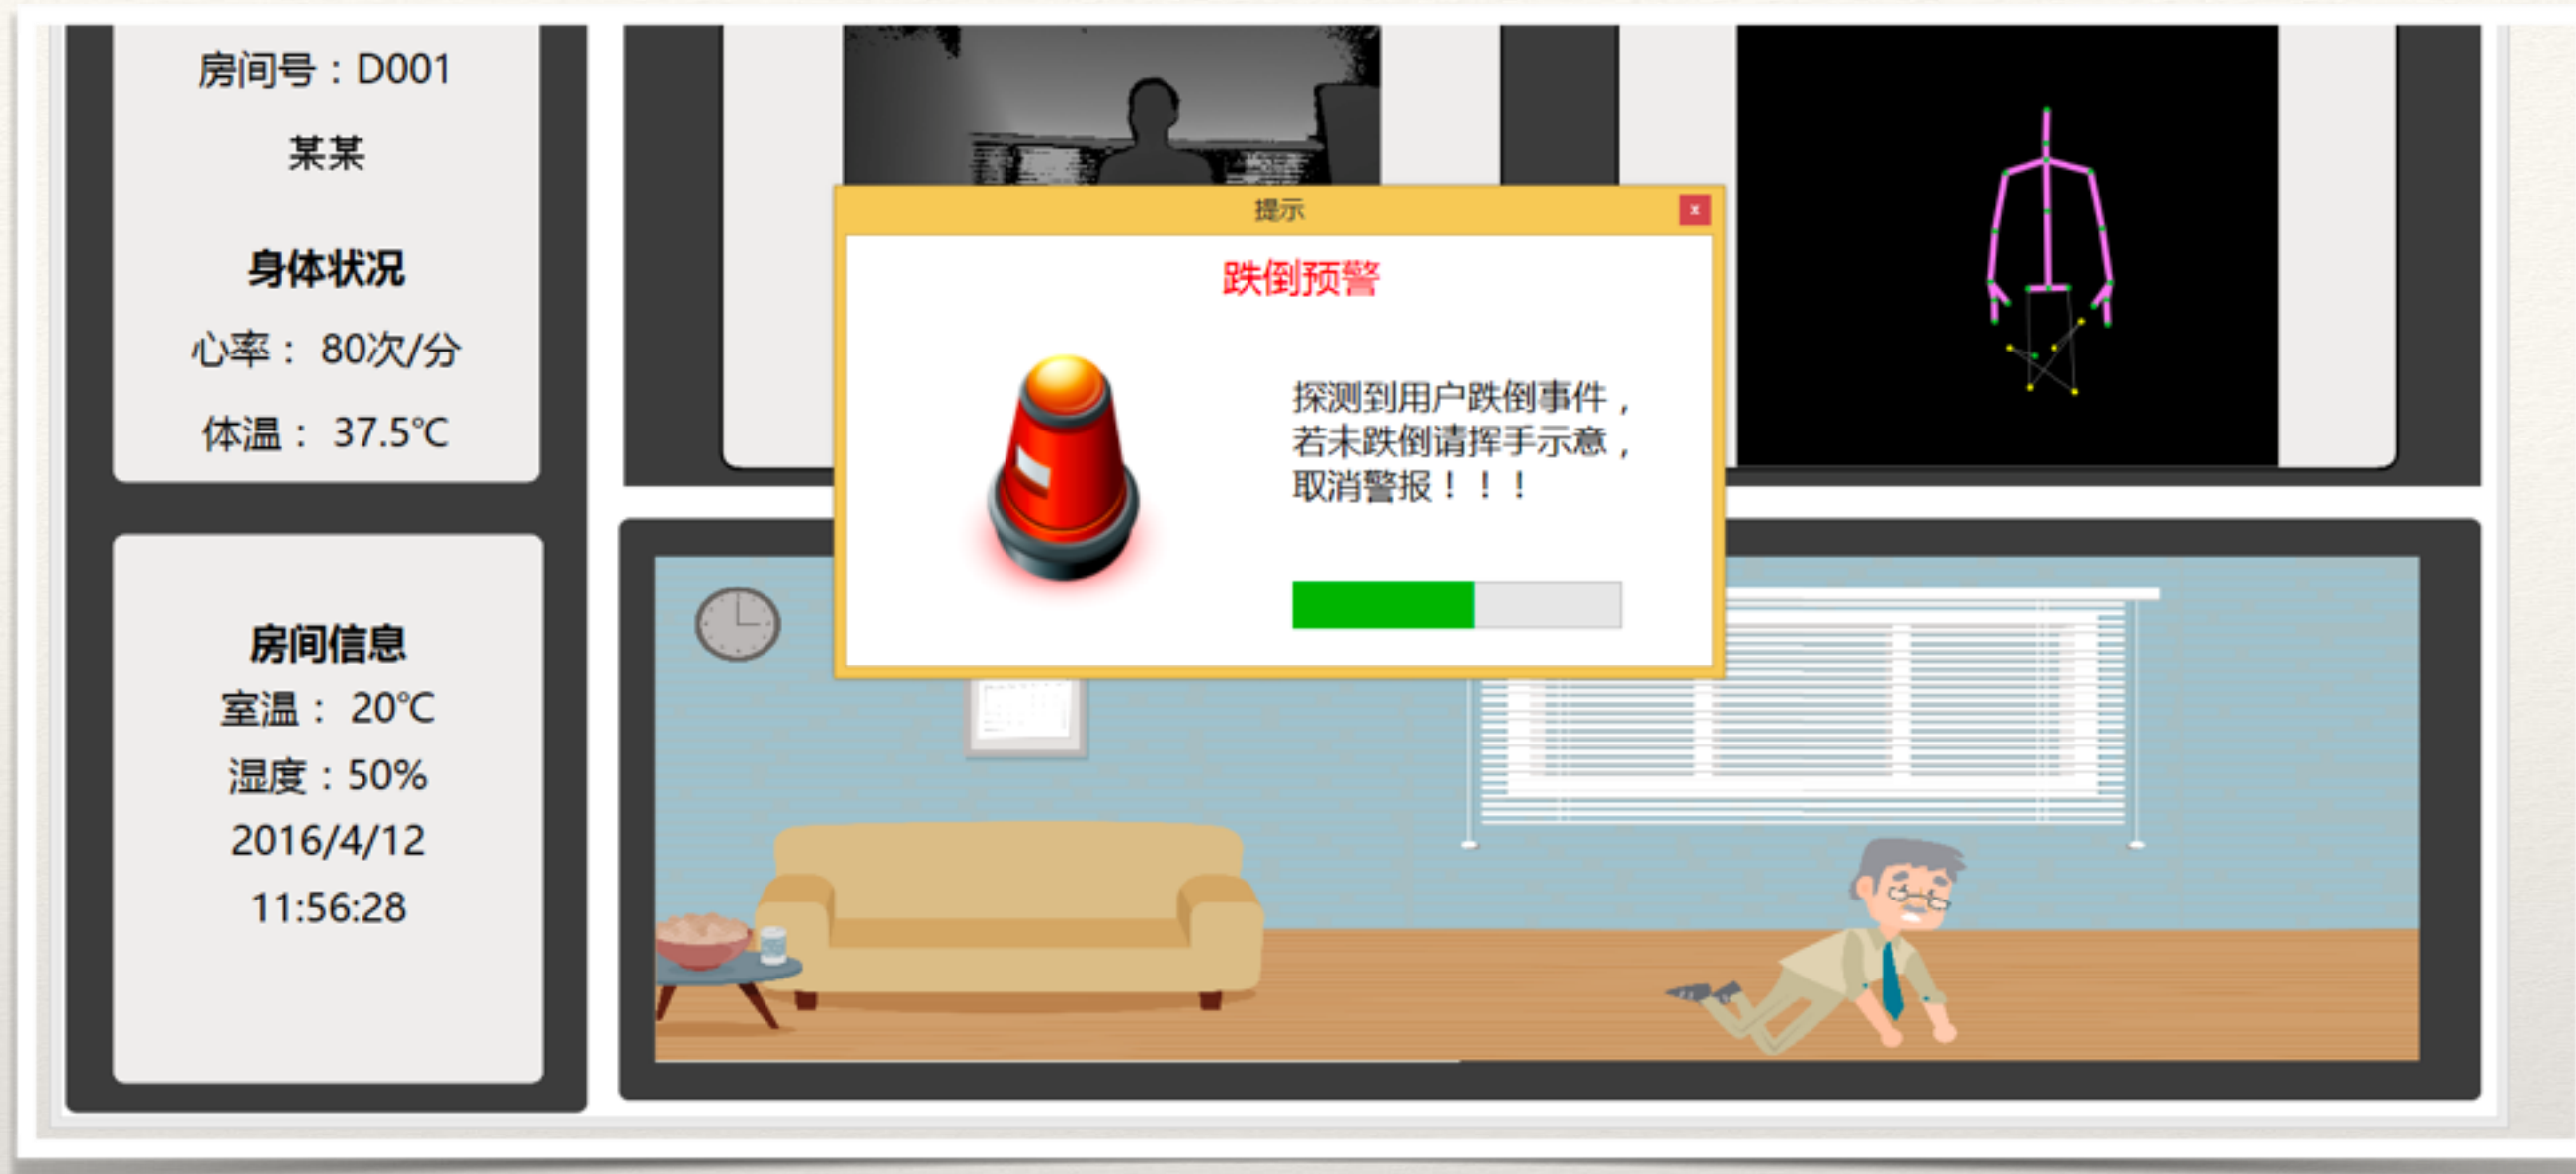 房间号：D001
某某
身体状况
心率： 80次/分
体温： 37.5℃
房间信息
室温： 20℃
湿度：50%
2016/4/12
11:56:28
提示
x
跌倒预警
探测到用户跌倒事件，
若未跌倒请挥手示意，
取消警报！！！